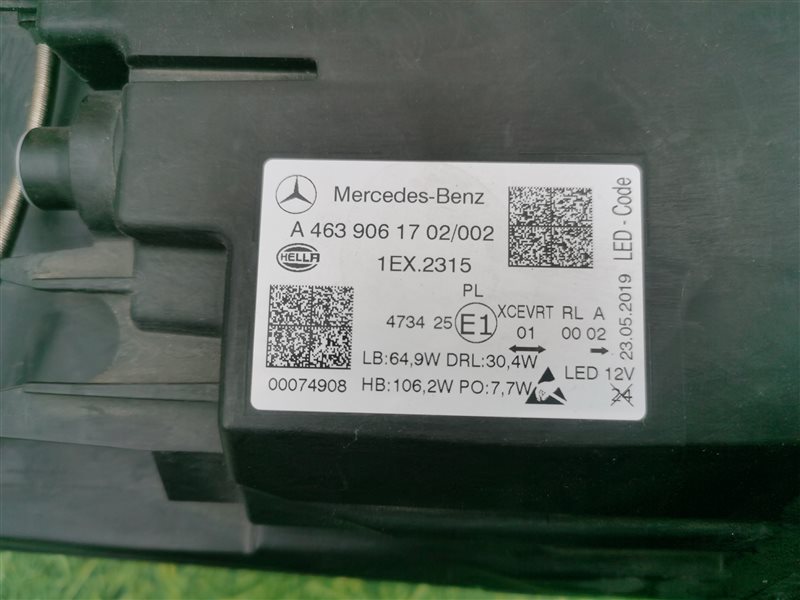 Mercedes-Benz
A 463 906 17 02/002
HELLA
1EX.2315
PL
4734 25 E1
XCEVRT RL A
01 00 02
LB:64,9W DRL:30,4W
HB:106,2W PO:7,7W
00074908
LED 12V
24
23.05.2019 LED - Code